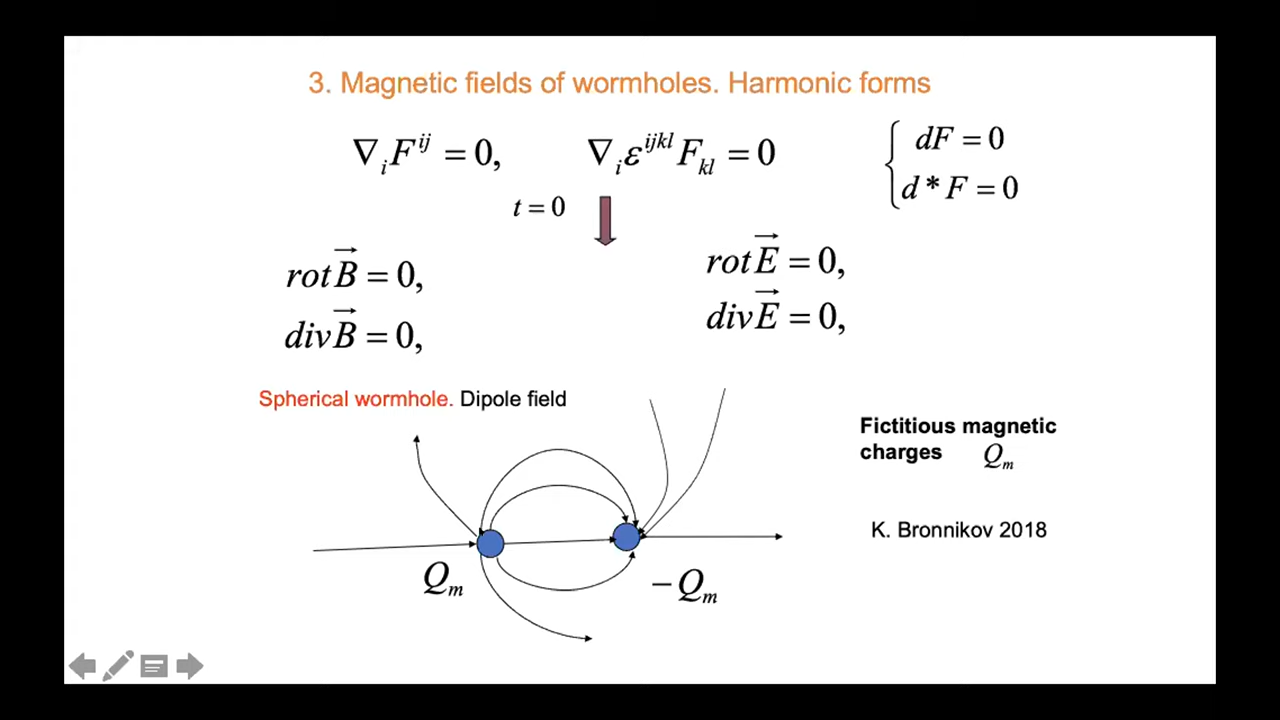 3. Magnetic fields of wormholes. Harmonic forms
∇ᵢFⁱʲ = 0, ∇ᵢεⁱʲᵏˡFₖₗ = 0
dF = 0
d * F = 0
t = 0
rot B⃗ = 0,
div B⃗ = 0,
rot E⃗ = 0,
div E⃗ = 0,
Spherical wormhole. Dipole field
Fictitious magnetic
charges Qₘ
K. Bronnikov 2018
Qₘ
−Qₘ